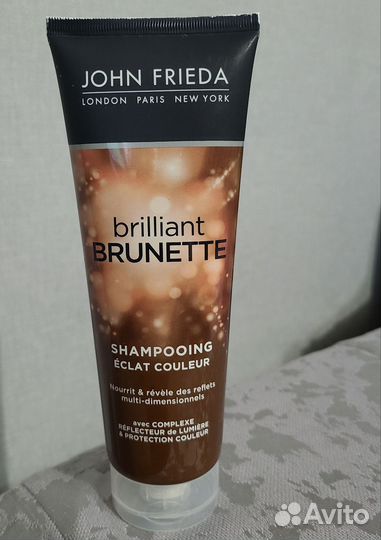 JOHN FRIEDA
LONDON PARIS NEW YORK
brilliant
BRUNETTE
SHAMPOOING
ÉCLAT COULEUR
Nourrit & révèle des reflets
multi-dimensionnels
avec COMPLEXE
RÉFLECTEUR de LUMIÈRE
& PROTECTION COULEUR
Avito